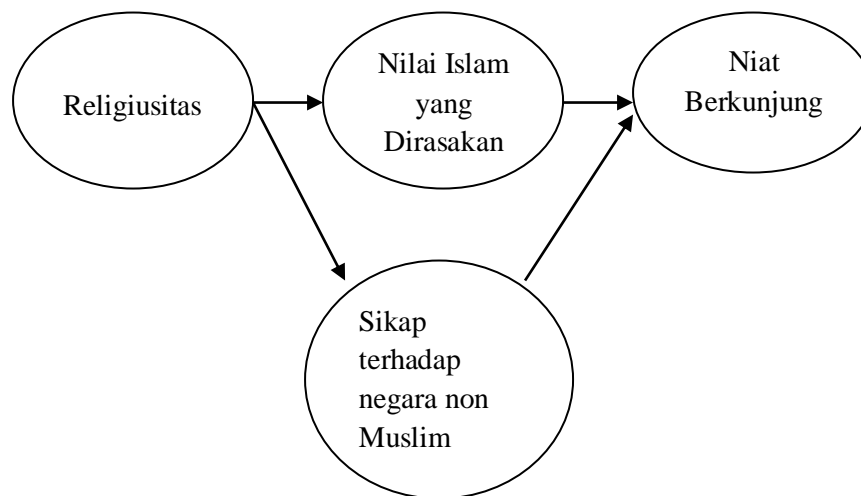 Religiusitas
Nilai Islam
yang
Dirasakan
Niat
Berkunjung
Sikap
terhadap
negara non
Muslim